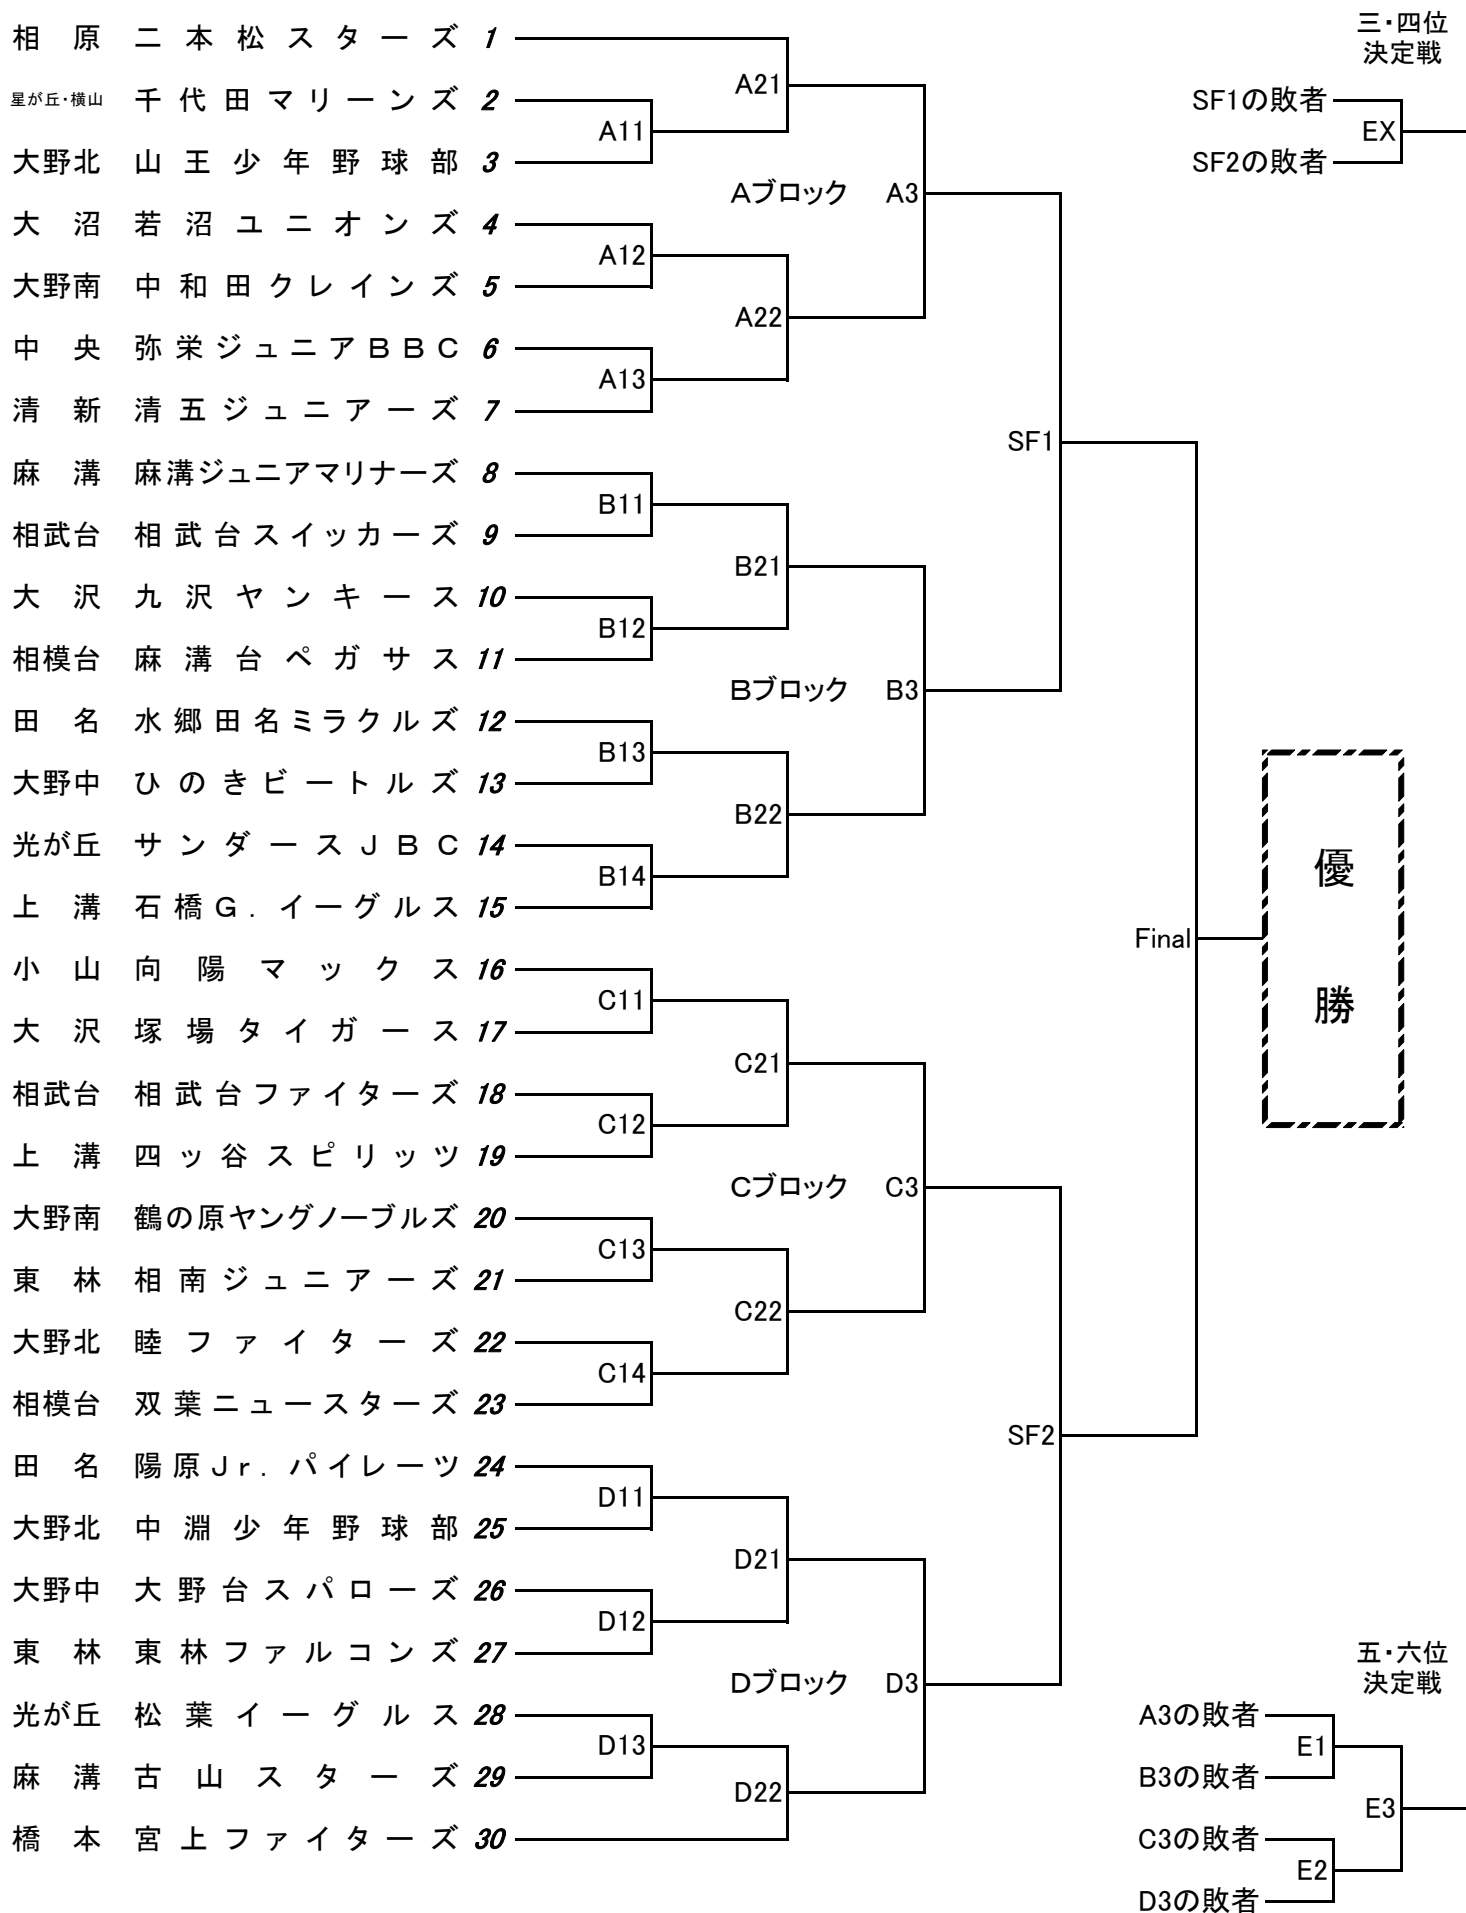 相原 二本松スターズ 1
星が丘・横山 千代田マリーンズ 2
大野北 山王少年野球部 3
大沼 若沼ユニオンズ 4
大野南 中和田クレインズ 5
中央 弥栄ジュニアBBC 6
清新 清五ジュニアーズ 7
麻溝 麻溝ジュニアマリナーズ 8
相武台 相武台スイッカーズ 9
大沢 九沢ヤンキース 10
相模台 麻溝台ペガサス 11
田名 水郷田名ミラクルズ 12
大野中 ひのきビートルズ 13
光が丘 サンダースJBC 14
上溝 石橋G.イーグルス 15
小山 向陽マックス 16
大沢 塚場タイガース 17
相武台 相武台ファイターズ 18
上溝 四ッ谷スピリッツ 19
大野南 鶴の原ヤングノーブルズ 20
東林 相南ジュニアーズ 21
大野北 睦ファイターズ 22
相模台 双葉ニュースターズ 23
田名 陽原Jr.パイレーツ 24
大野北 中淵少年野球部 25
大野中 大野台スパローズ 26
東林 東林ファルコンズ 27
光が丘 松葉イーグルス 28
麻溝 古山スターズ 29
橋本 宮上ファイターズ 30
A11
A12
A13
B11
B12
B13
B14
C11
C12
C13
C14
D11
D12
D13
A21
Aブロック A3
A22
B21
Bブロック B3
B22
C21
Cブロック C3
C22
D21
Dブロック D3
D22
SF1
SF2
Final
優
勝
三・四位
決定戦
SF1の敗者
EX
SF2の敗者
五・六位
決定戦
A3の敗者
E1
B3の敗者
E3
C3の敗者
E2
D3の敗者